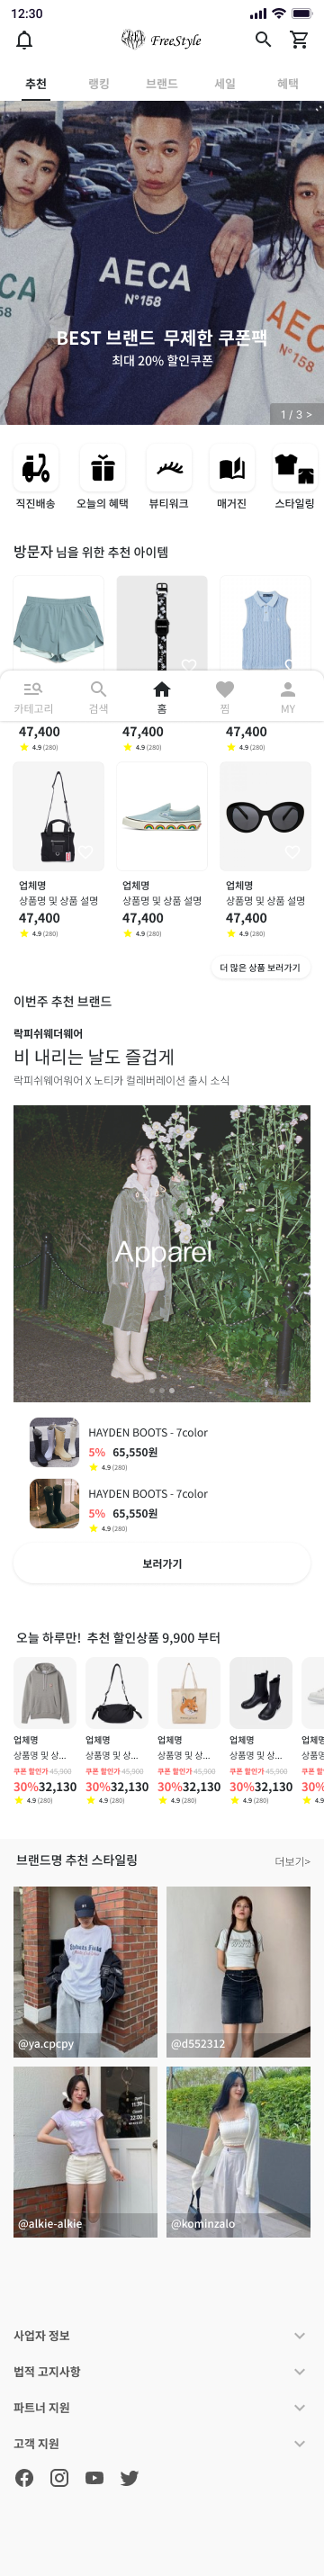 12:30
FreeStyle
추천 랭킹 브랜드 세일 혜택
AECA
N°158
AECA
N°158
BEST 브랜드 무제한 쿠폰팩
최대 20% 할인쿠폰
1 / 3 >
직진배송 오늘의 혜택 뷰티워크 매거진 스타일링
방문자 님을 위한 추천 아이템
카테고리 검색 홈 찜 MY
47,400 47,400 47,400
4.9 (280) 4.9 (280) 4.9 (280)
업체명 업체명 업체명
상품명 및 상품 설명 상품명 및 상품 설명 상품명 및 상품 설명
47,400 47,400 47,400
4.9 (280) 4.9 (280) 4.9 (280)
더 많은 상품 보러가기
이번주 추천 브랜드
락피쉬웨더웨어
비 내리는 날도 즐겁게
락피쉬웨어워어 X 노티카 컬레버레이션 출시 소식
Apparel
HAYDEN BOOTS - 7color
5% 65,550원
4.9 (280)
HAYDEN BOOTS - 7color
5% 65,550원
4.9 (280)
보러가기
오늘 하루만! 추천 할인상품 9,900 부터
업체명 업체명 업체명 업체명 업체명
상품명 및 상... 상품명 및 상... 상품명 및 상... 상품명 및 상... 상품명
쿠폰 할인가 45,900 쿠폰 할인가 45,900 쿠폰 할인가 45,900 쿠폰 할인가 45,900 쿠폰 할
30%32,130 30%32,130 30%32,130 30%32,130 30%
4.9 (280) 4.9 (280) 4.9 (280) 4.9 (280) 4.9
브랜드명 추천 스타일링 더보기>
@ya.cpcpy @d552312
@alkie-alkie @kominzalo
사업자 정보
법적 고지사항
파트너 지원
고객 지원